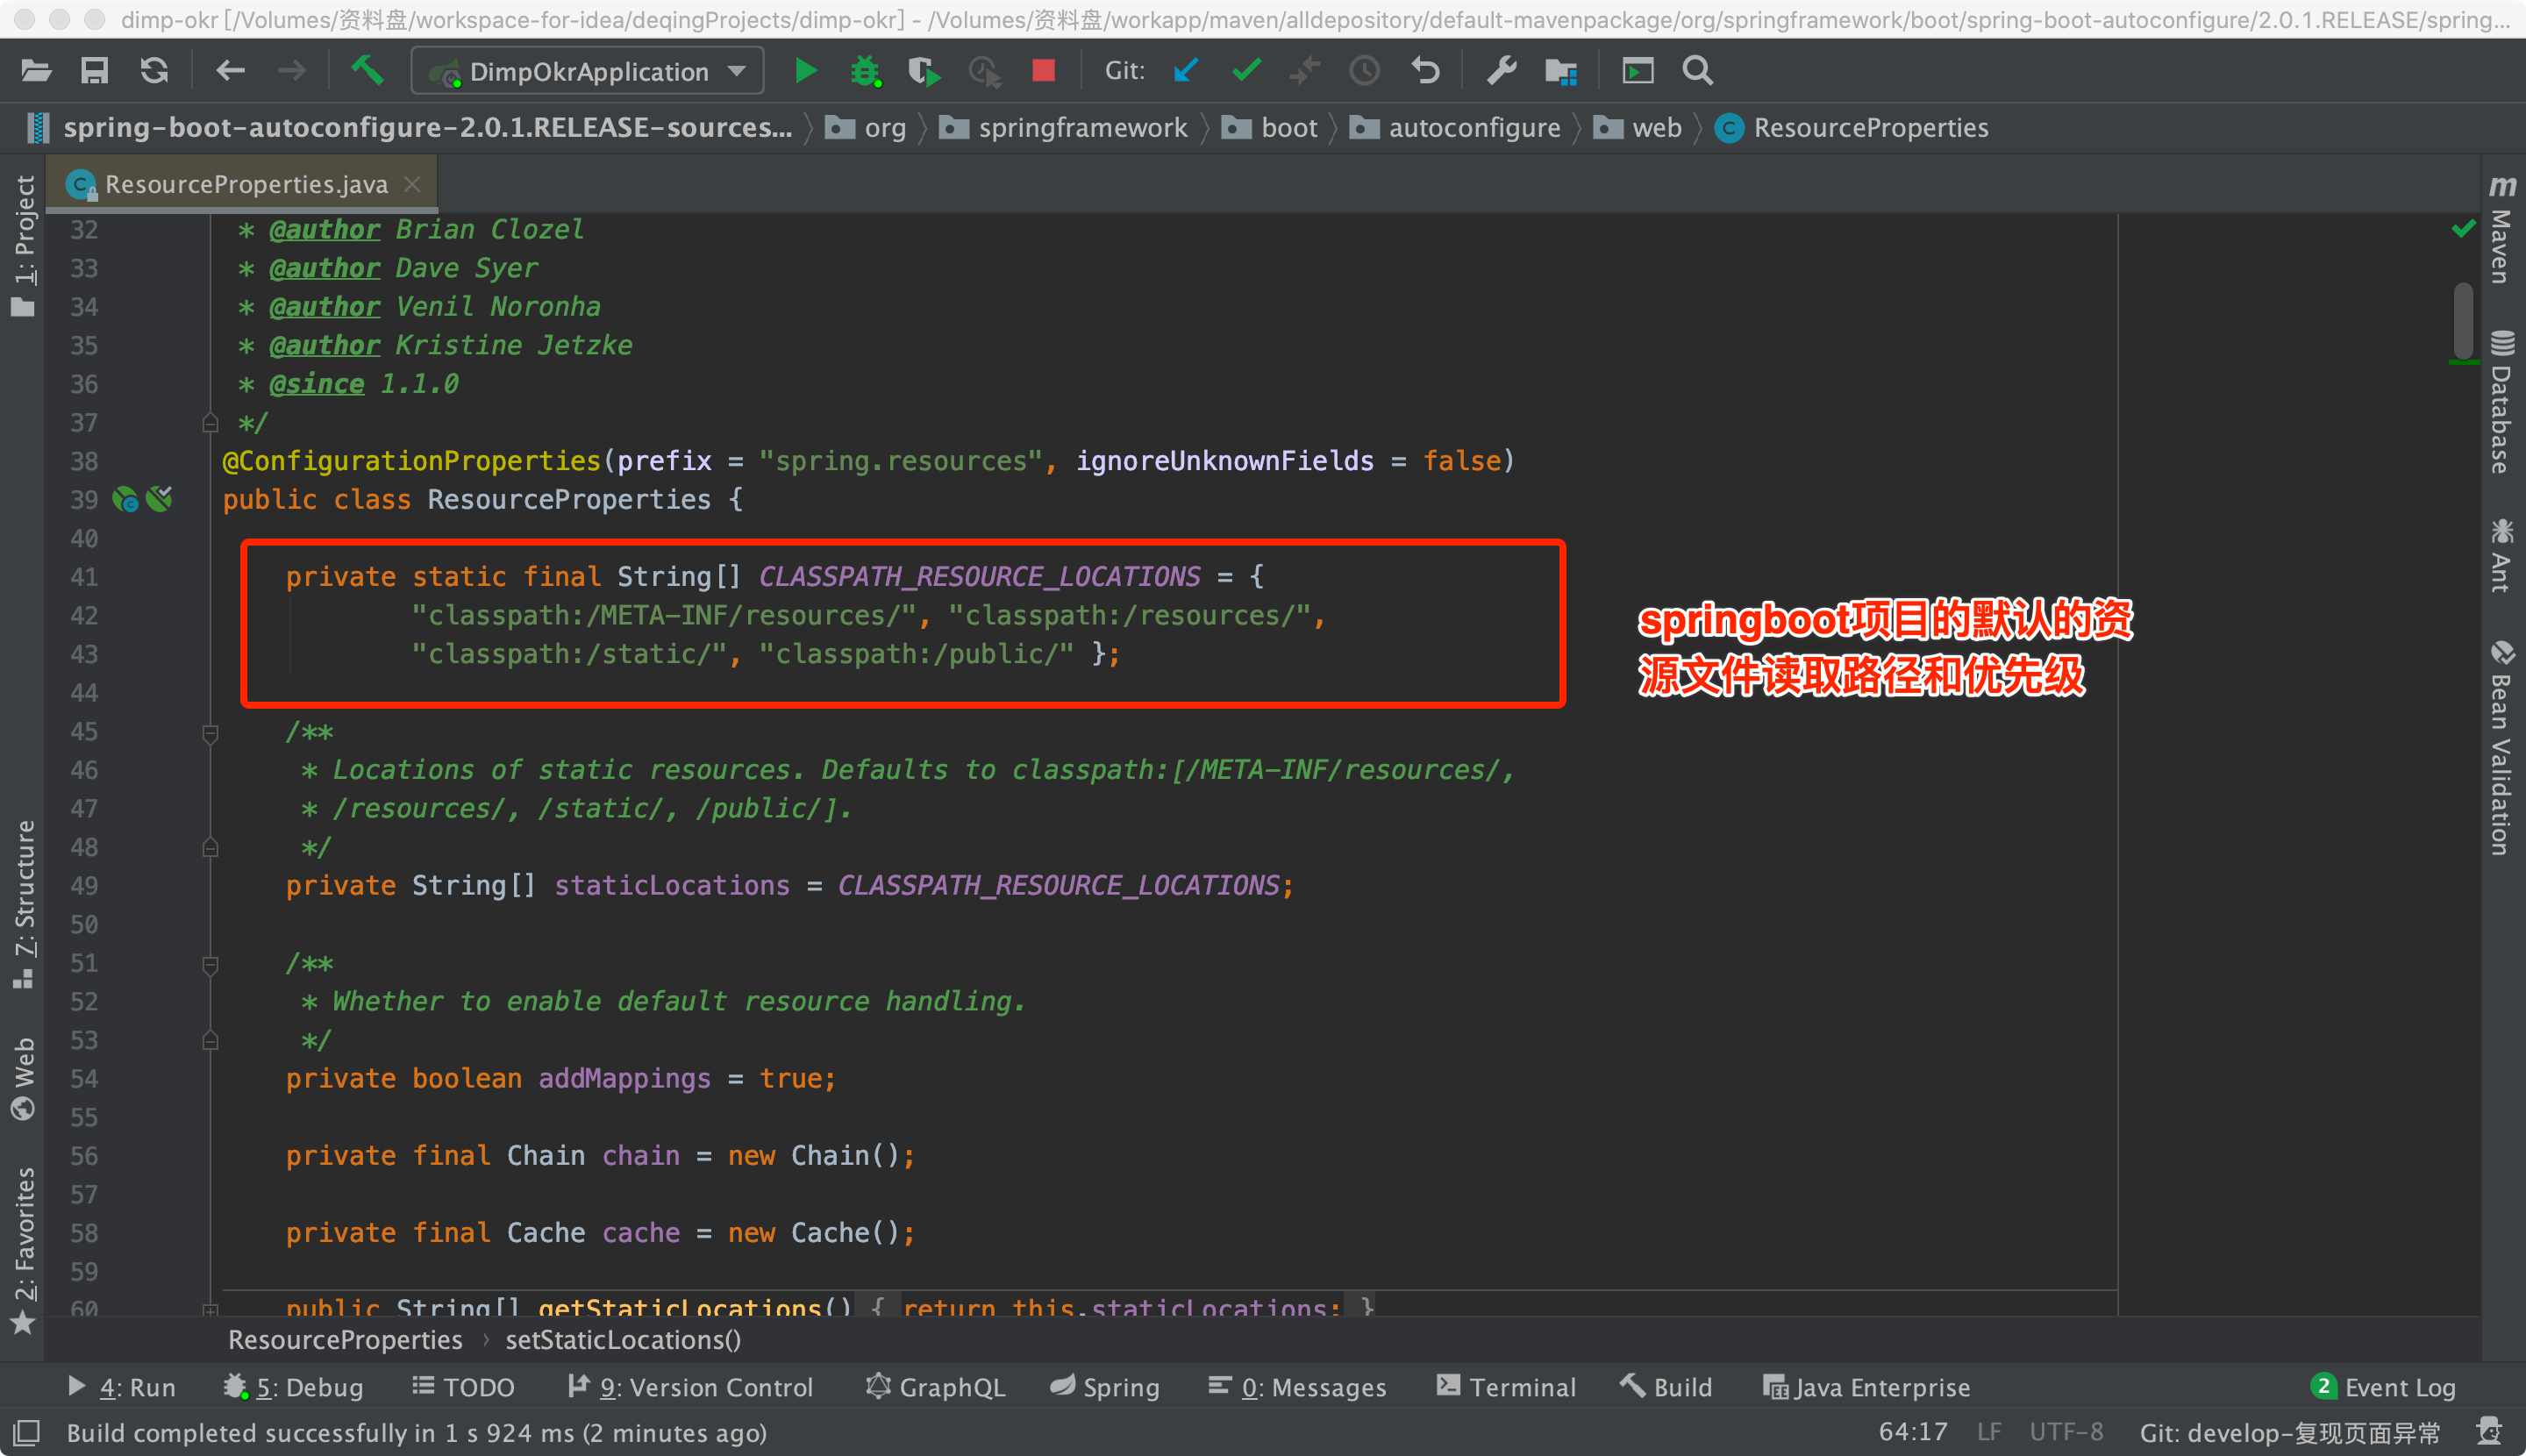 dimp-okr [/Volumes/资料盘/workspace-for-idea/deqingProjects/dimp-okr] - /Volumes/资料盘/workapp/maven/alldepository/default-mavenpackage/org/springframework/boot/spring-boot-autoconfigure/2.0.1.RELEASE/spring...
DimpOkrApplication Git:
spring-boot-autoconfigure-2.0.1.RELEASE-sources... org springframework boot autoconfigure web ResourceProperties
ResourceProperties.java
1: Project
7: Structure
Web
2: Favorites
32 * @author Brian Clozel
33 * @author Dave Syer
34 * @author Venil Noronha
35 * @author Kristine Jetzke
36 * @since 1.1.0
37 */
38 @ConfigurationProperties(prefix = "spring.resources", ignoreUnknownFields = false)
39 public class ResourceProperties {
40
41 private static final String[] CLASSPATH_RESOURCE_LOCATIONS = {
42 "classpath:/META-INF/resources/", "classpath:/resources/",
43 "classpath:/static/", "classpath:/public/" };
44
springboot项目的默认的资
源文件读取路径和优先级
45 /**
46 * Locations of static resources. Defaults to classpath:[/META-INF/resources/,
47 * /resources/, /static/, /public/].
48 */
49 private String[] staticLocations = CLASSPATH_RESOURCE_LOCATIONS;
50
51 /**
52 * Whether to enable default resource handling.
53 */
54 private boolean addMappings = true;
55
56 private final Chain chain = new Chain();
57
58 private final Cache cache = new Cache();
59
60 public String[] getStaticLocations() { return this.staticLocations; }
m Maven
Database
Ant
Bean Validation
ResourceProperties › setStaticLocations()
4: Run 5: Debug TODO 9: Version Control GraphQL Spring 0: Messages Terminal Build Java Enterprise 2 Event Log
Build completed successfully in 1 s 924 ms (2 minutes ago) 64:17 LF UTF-8 Git: develop-复现页面异常